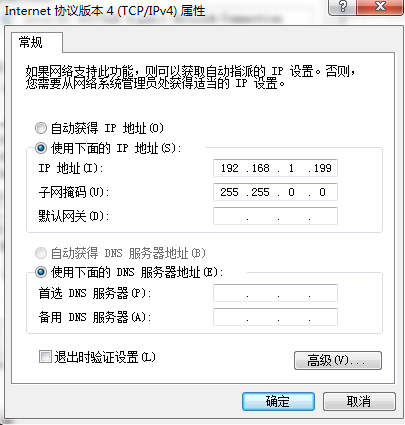 Internet 协议版本 4 (TCP/IPv4) 属性
常规
如果网络支持此功能，则可以获取自动指派的 IP 设置。否则，
您需要从网络系统管理员处获得适当的 IP 设置。
自动获得 IP 地址(O)
使用下面的 IP 地址(S):
IP 地址(I): 192 .168 . 1 .199
子网掩码(U): 255 .255 . 0 . 0
默认网关(D): . . .
自动获得 DNS 服务器地址(B)
使用下面的 DNS 服务器地址(E):
首选 DNS 服务器(P): . . .
备用 DNS 服务器(A): . . .
退出时验证设置(L)
高级(V)...
确定 取消